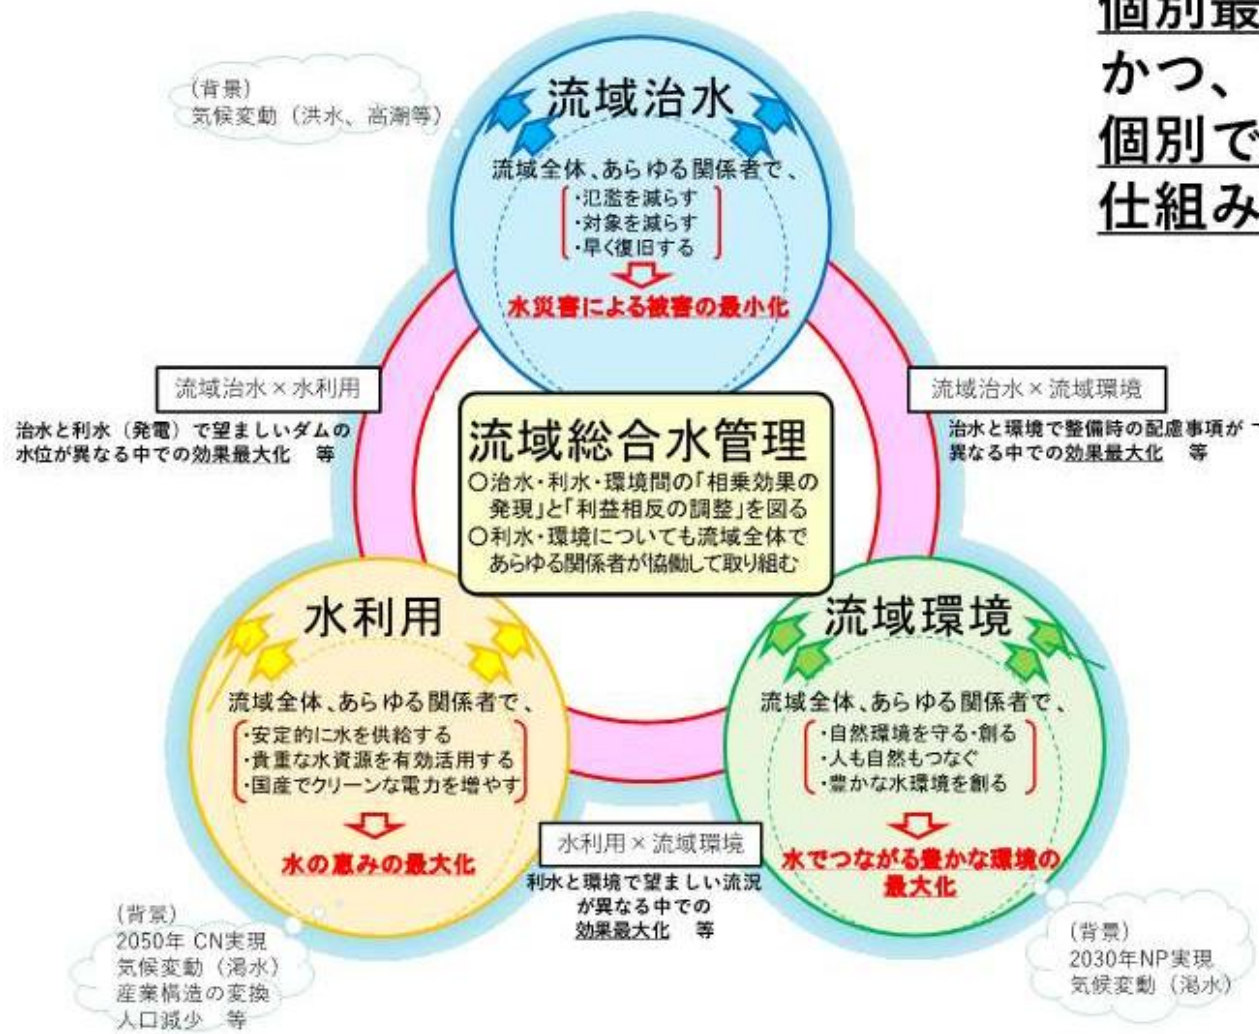 個別最
かつ、
個別で
仕組み
(背景)
気候変動（洪水、高潮等）
流域治水
流域全体、あらゆる関係者で、
・氾濫を減らす
・対象を減らす
・早く復旧する
水災害による被害の最小化
流域治水×水利用
治水と利水（発電）で望ましいダムの
水位が異なる中での効果最大化　等
流域治水×流域環境
治水と環境で整備時の配慮事項が
異なる中での効果最大化　等
流域総合水管理
○治水・利水・環境間の「相乗効果の
発現」と「利益相反の調整」を図る
○利水・環境についても流域全体で
あらゆる関係者が協働して取り組む
水利用
流域全体、あらゆる関係者で、
・安定的に水を供給する
・貴重な水資源を有効活用する
・国産でクリーンな電力を増やす
水の恵みの最大化
流域環境
流域全体、あらゆる関係者で、
・自然環境を守る・創る
・人も自然もつなぐ
・豊かな水環境を創る
水でつながる豊かな環境の
最大化
水利用×流域環境
利水と環境で望ましい流況
が異なる中での
効果最大化　等
(背景)
2050年 CN実現
気候変動（渇水）
産業構造の変換
人口減少　等
(背景)
2030年NP実現
気候変動（渇水）